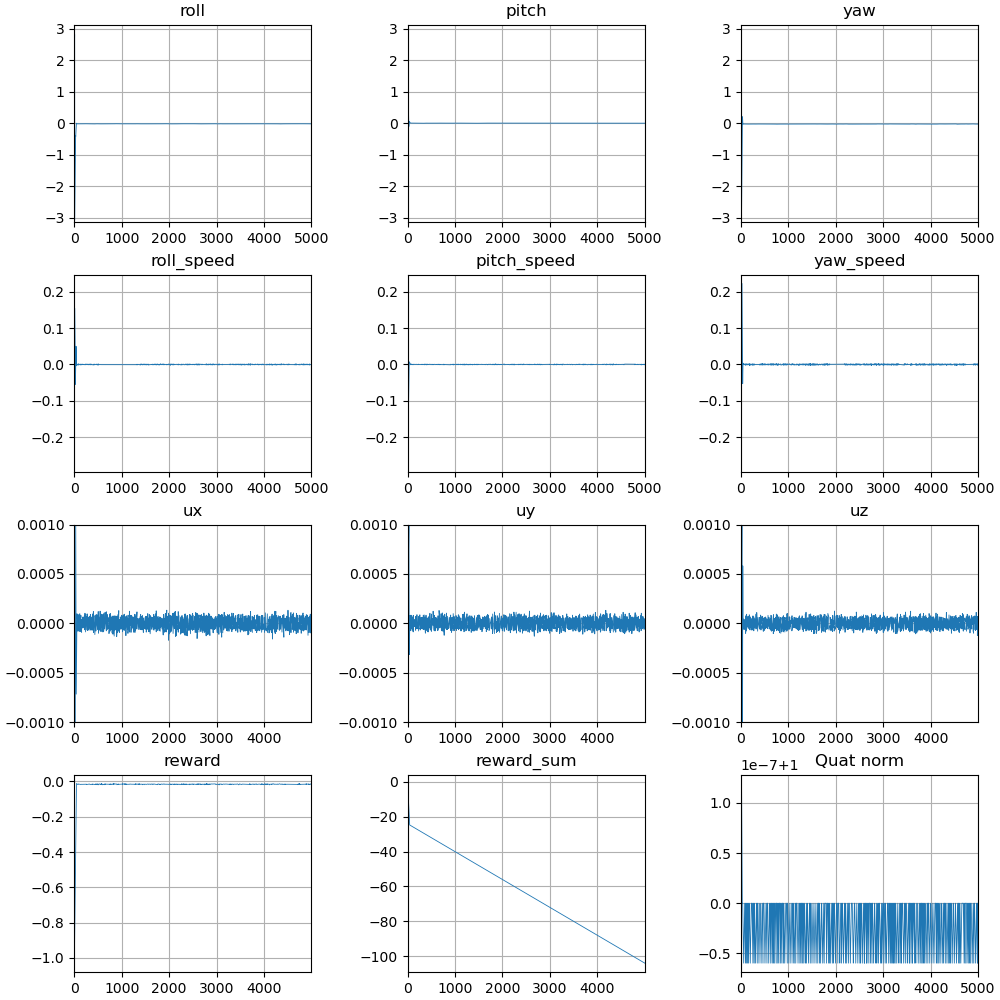 roll pitch yaw
3 3 3
2 2 2
1 1 1
0 0 0
−1 −1 −1
−2 −2 −2
−3 −3 −3
0 1000 2000 3000 4000 5000 0 1000 2000 3000 4000 5000 0 1000 2000 3000 4000 5000
roll_speed pitch_speed yaw_speed
0.2 0.2 0.2
0.1 0.1 0.1
0.0 0.0 0.0
−0.1 −0.1 −0.1
−0.2 −0.2 −0.2
0 1000 2000 3000 4000 5000 0 1000 2000 3000 4000 5000 0 1000 2000 3000 4000 5000
ux uy uz
0.0010 0.0010 0.0010
0.0005 0.0005 0.0005
0.0000 0.0000 0.0000
−0.0005 −0.0005 −0.0005
−0.0010 −0.0010 −0.0010
0 1000 2000 3000 4000 0 1000 2000 3000 4000 0 1000 2000 3000 4000
reward reward_sum Quat norm
1e−7+1
0.0 0 1.0
−0.2 −20 0.5
−0.4 −40 0.0
−0.6 −60 −0.5
−0.8 −80
−1.0 −100
0 1000 2000 3000 4000 0 1000 2000 3000 4000 0 1000 2000 3000 4000 5000